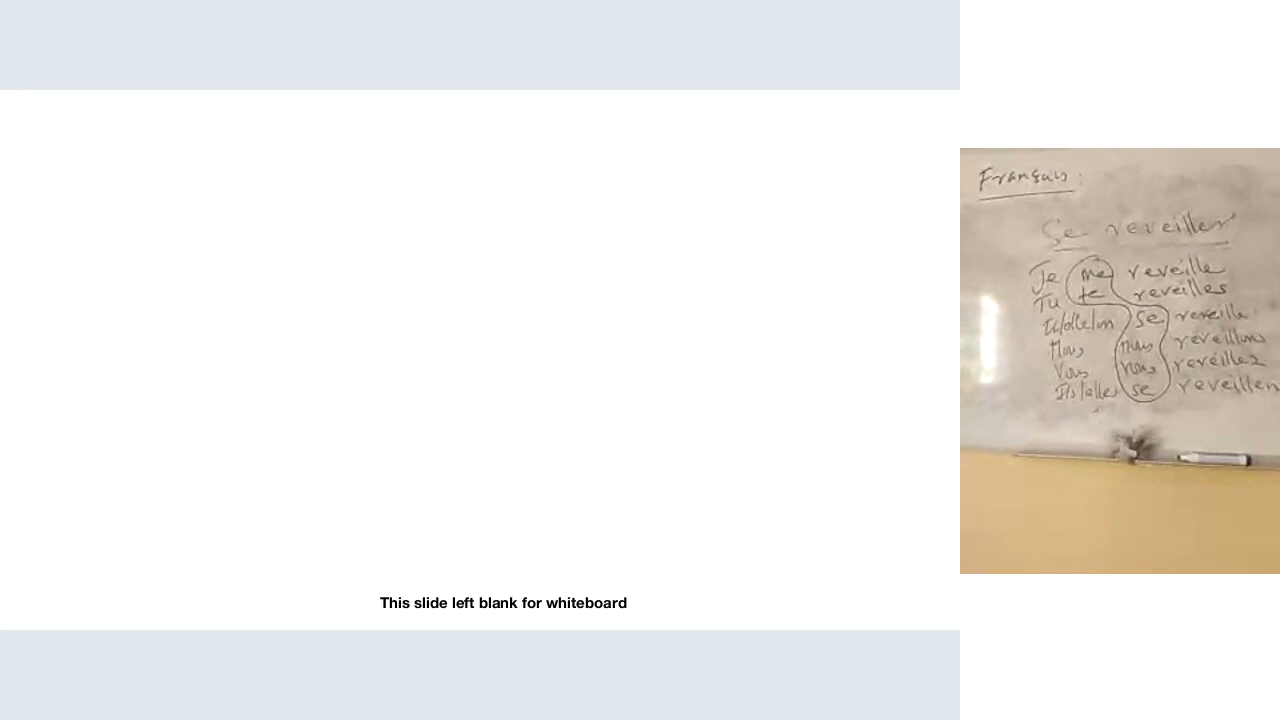 This slide left blank for whiteboard
Français :
Se reveiller
Je me reveille
Tu te reveilles
Il/elle/on se reveille
Nous nous reveillons
Vous vous reveillez
Ils/elles se reveillen